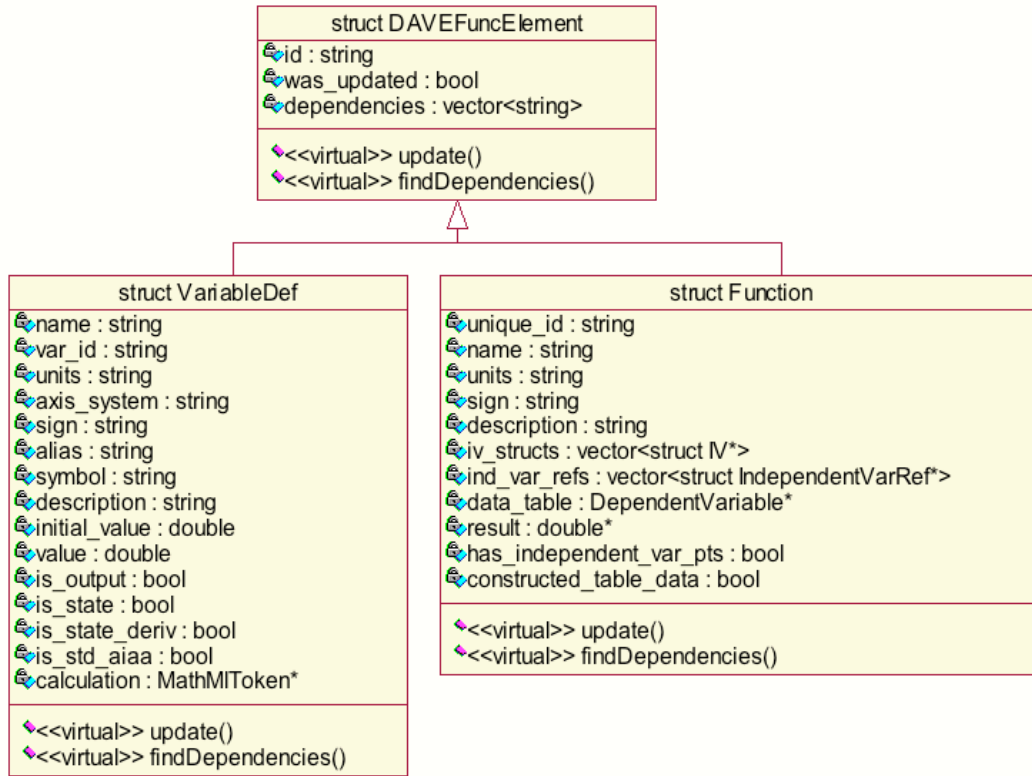 struct DAVEFuncElement
id : string
was_updated : bool
dependencies : vector<string>
<<virtual>> update()
<<virtual>> findDependencies()
struct VariableDef
name : string
var_id : string
units : string
axis_system : string
sign : string
alias : string
symbol : string
description : string
initial_value : double
value : double
is_output : bool
is_state : bool
is_state_deriv : bool
is_std_aiaa : bool
calculation : MathMlToken*
<<virtual>> update()
<<virtual>> findDependencies()
struct Function
unique_id : string
name : string
units : string
sign : string
description : string
iv_structs : vector<struct IV*>
ind_var_refs : vector<struct IndependentVarRef*>
data_table : DependentVariable*
result : double*
has_independent_var_pts : bool
constructed_table_data : bool
<<virtual>> update()
<<virtual>> findDependencies()